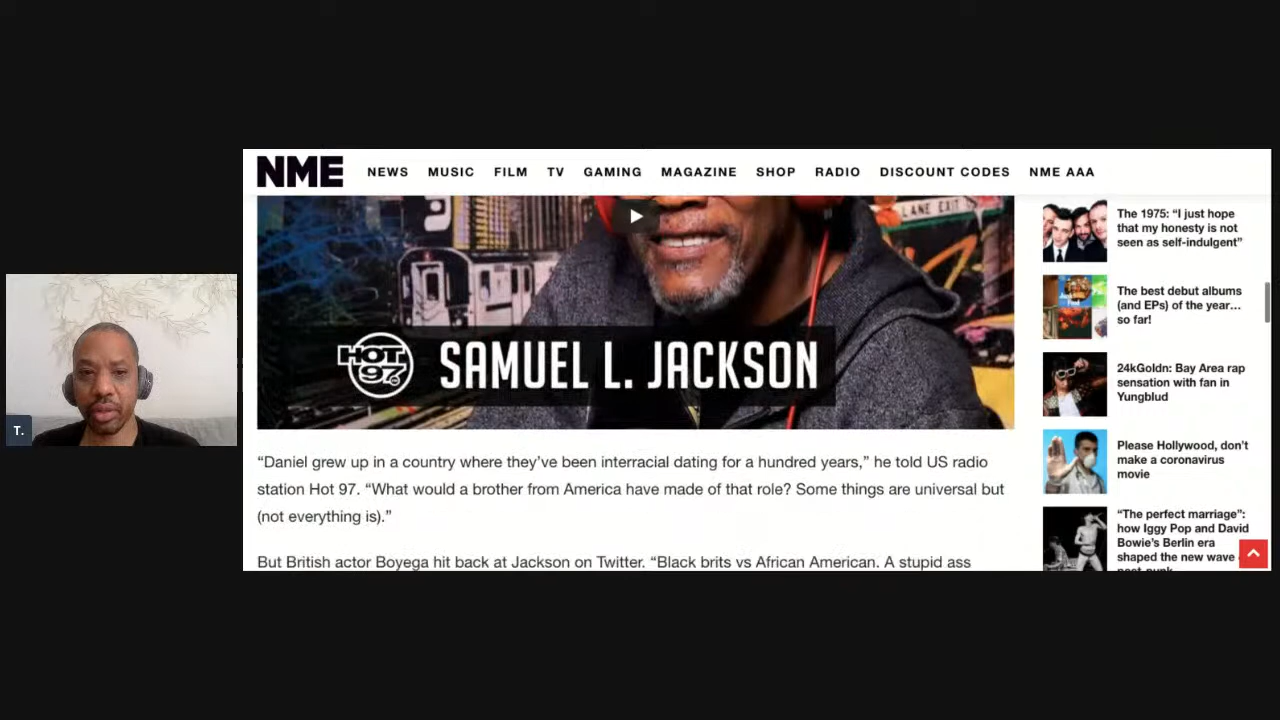 NME
NEWS MUSIC FILM TV GAMING MAGAZINE SHOP RADIO DISCOUNT CODES NME AAA
LANE EXIT
HOT
97
SAMUEL L. JACKSON
“Daniel grew up in a country where they’ve been interracial dating for a hundred years,” he told US radio
station Hot 97. “What would a brother from America have made of that role? Some things are universal but
(not everything is).”
But British actor Boyega hit back at Jackson on Twitter. “Black brits vs African American. A stupid ass
The 1975: “I just hope
that my honesty is not
seen as self-indulgent”
The best debut albums
(and EPs) of the year…
so far!
24kGoldn: Bay Area rap
sensation with fan in
Yungblud
Please Hollywood, don’t
make a coronavirus
movie
“The perfect marriage”:
how Iggy Pop and David
Bowie’s Berlin era
shaped the new wave
post-punk
T.